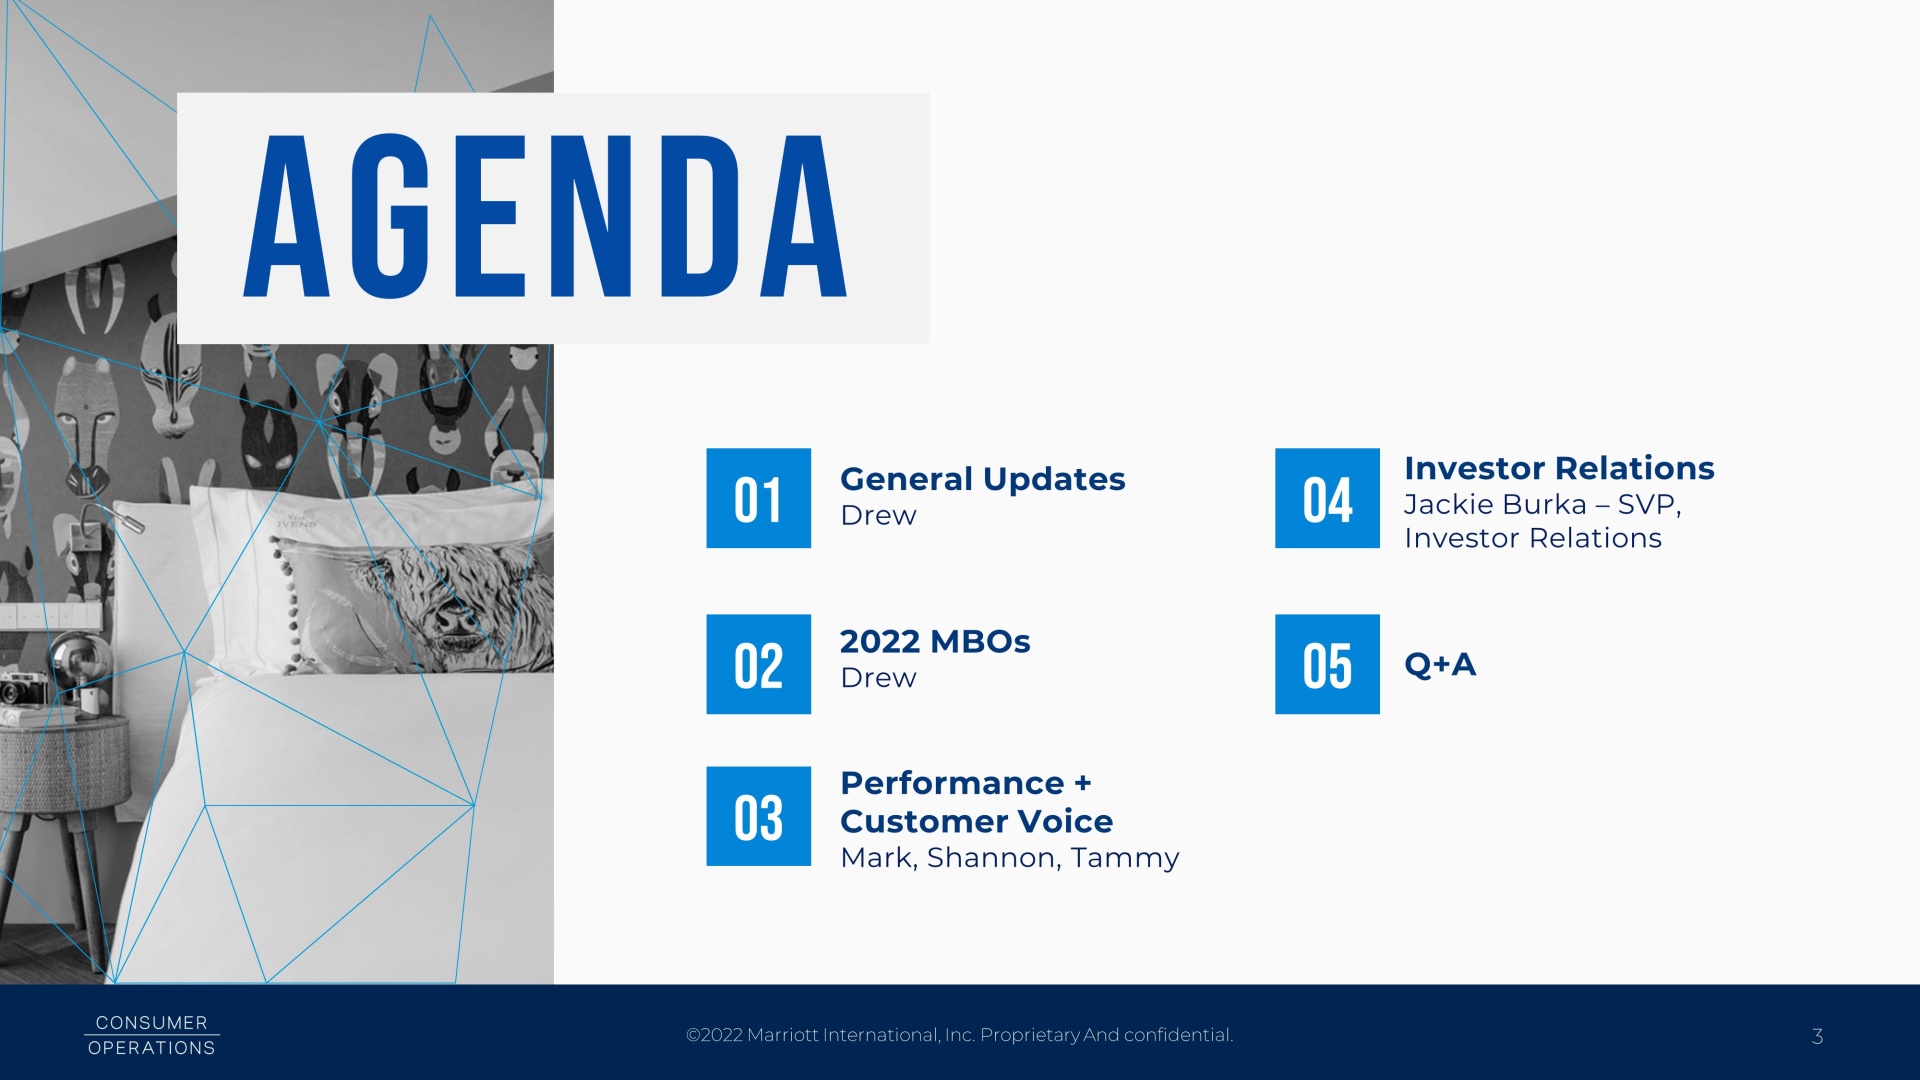 AGENDA
01
General Updates
Drew
02
2022 MBOs
Drew
03
Performance +
Customer Voice
Mark, Shannon, Tammy
04
Investor Relations
Jackie Burka – SVP,
Investor Relations
05
Q+A
CONSUMER
OPERATIONS
©2022 Marriott International, Inc. Proprietary And confidential.
3